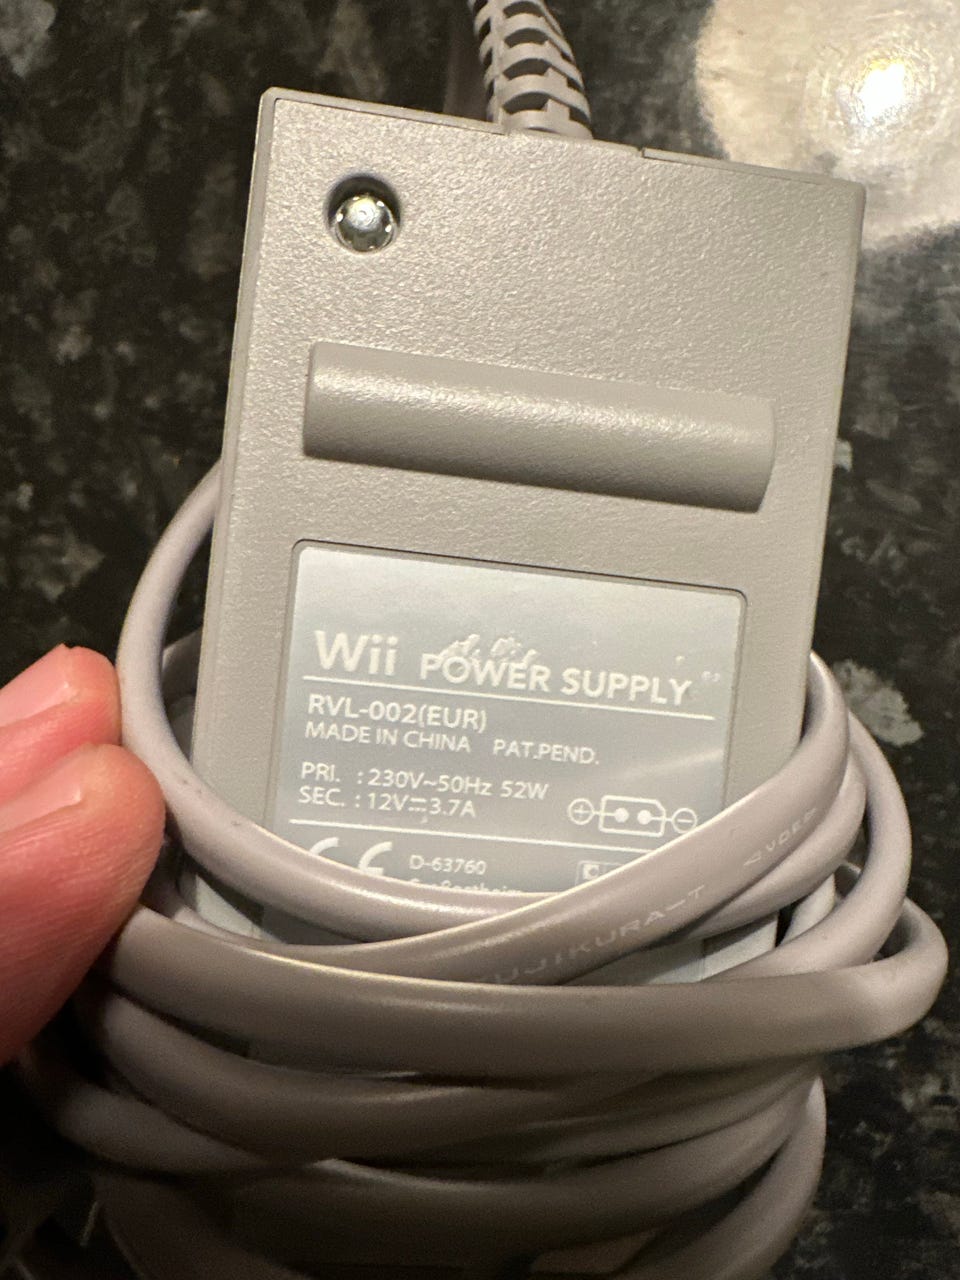 Wii POWER SUPPLY
RVL-002(EUR)
MADE IN CHINA PAT.PEND.
PRI. : 230V~50Hz 52W
SEC. : 12V⎓3.7A
CE D-63760
FUJIKURA-T